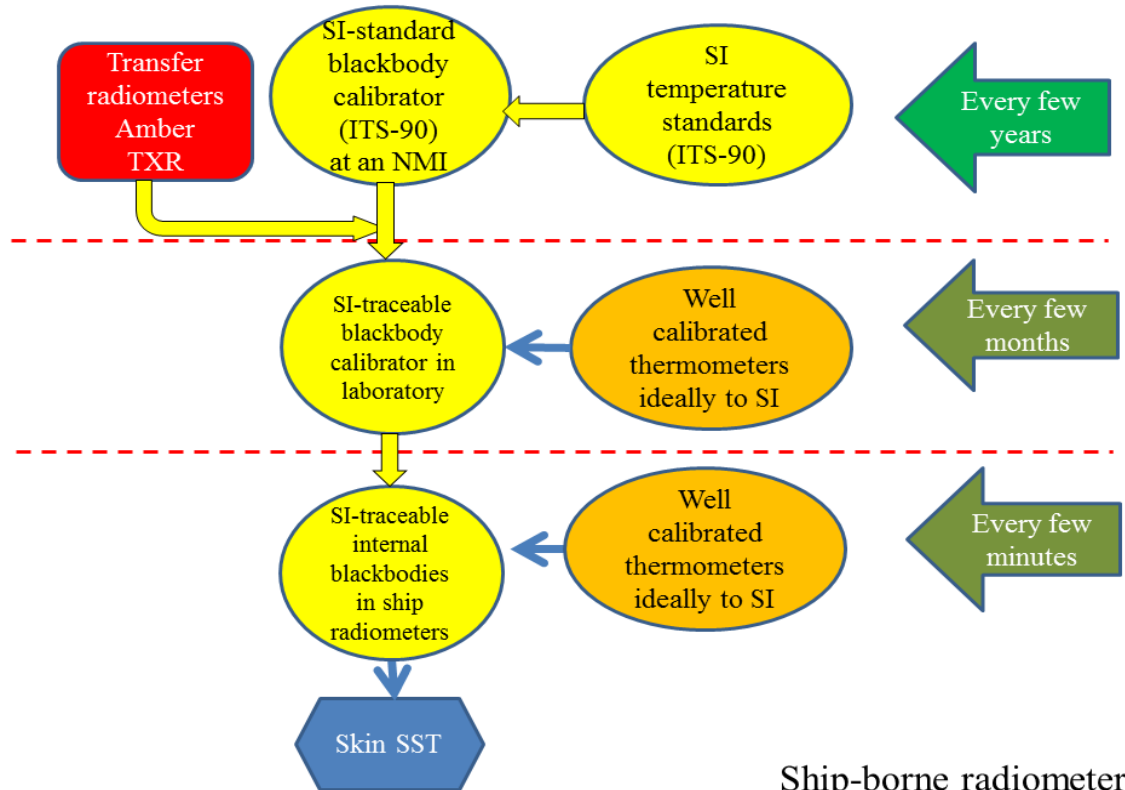 Transfer
radiometers
Amber
TXR
SI-standard
blackbody
calibrator
(ITS-90)
at an NMI
SI
temperature
standards
(ITS-90)
Every few
years
SI-traceable
blackbody
calibrator in
laboratory
Well
calibrated
thermometers
ideally to SI
Every few
months
SI-traceable
internal
blackbodies
in ship
radiometers
Well
calibrated
thermometers
ideally to SI
Every few
minutes
Skin SST
Ship-borne radiometer